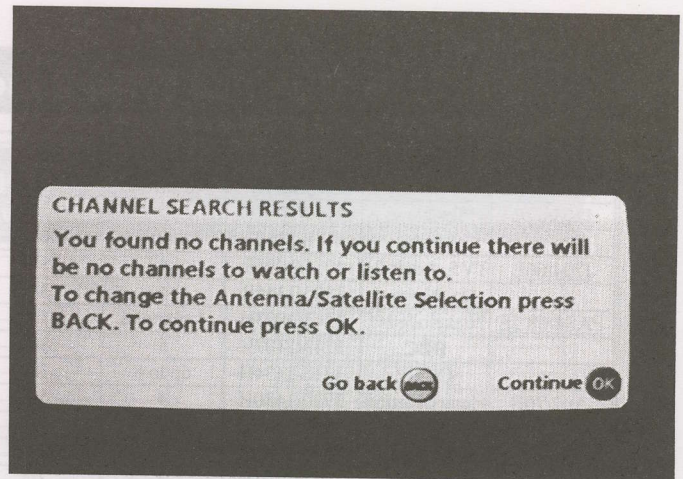 CHANNEL SEARCH RESULTS
You found no channels. If you continue there will
be no channels to watch or listen to.
To change the Antenna/Satellite Selection press
BACK. To continue press OK.
Go back BACK Continue OK